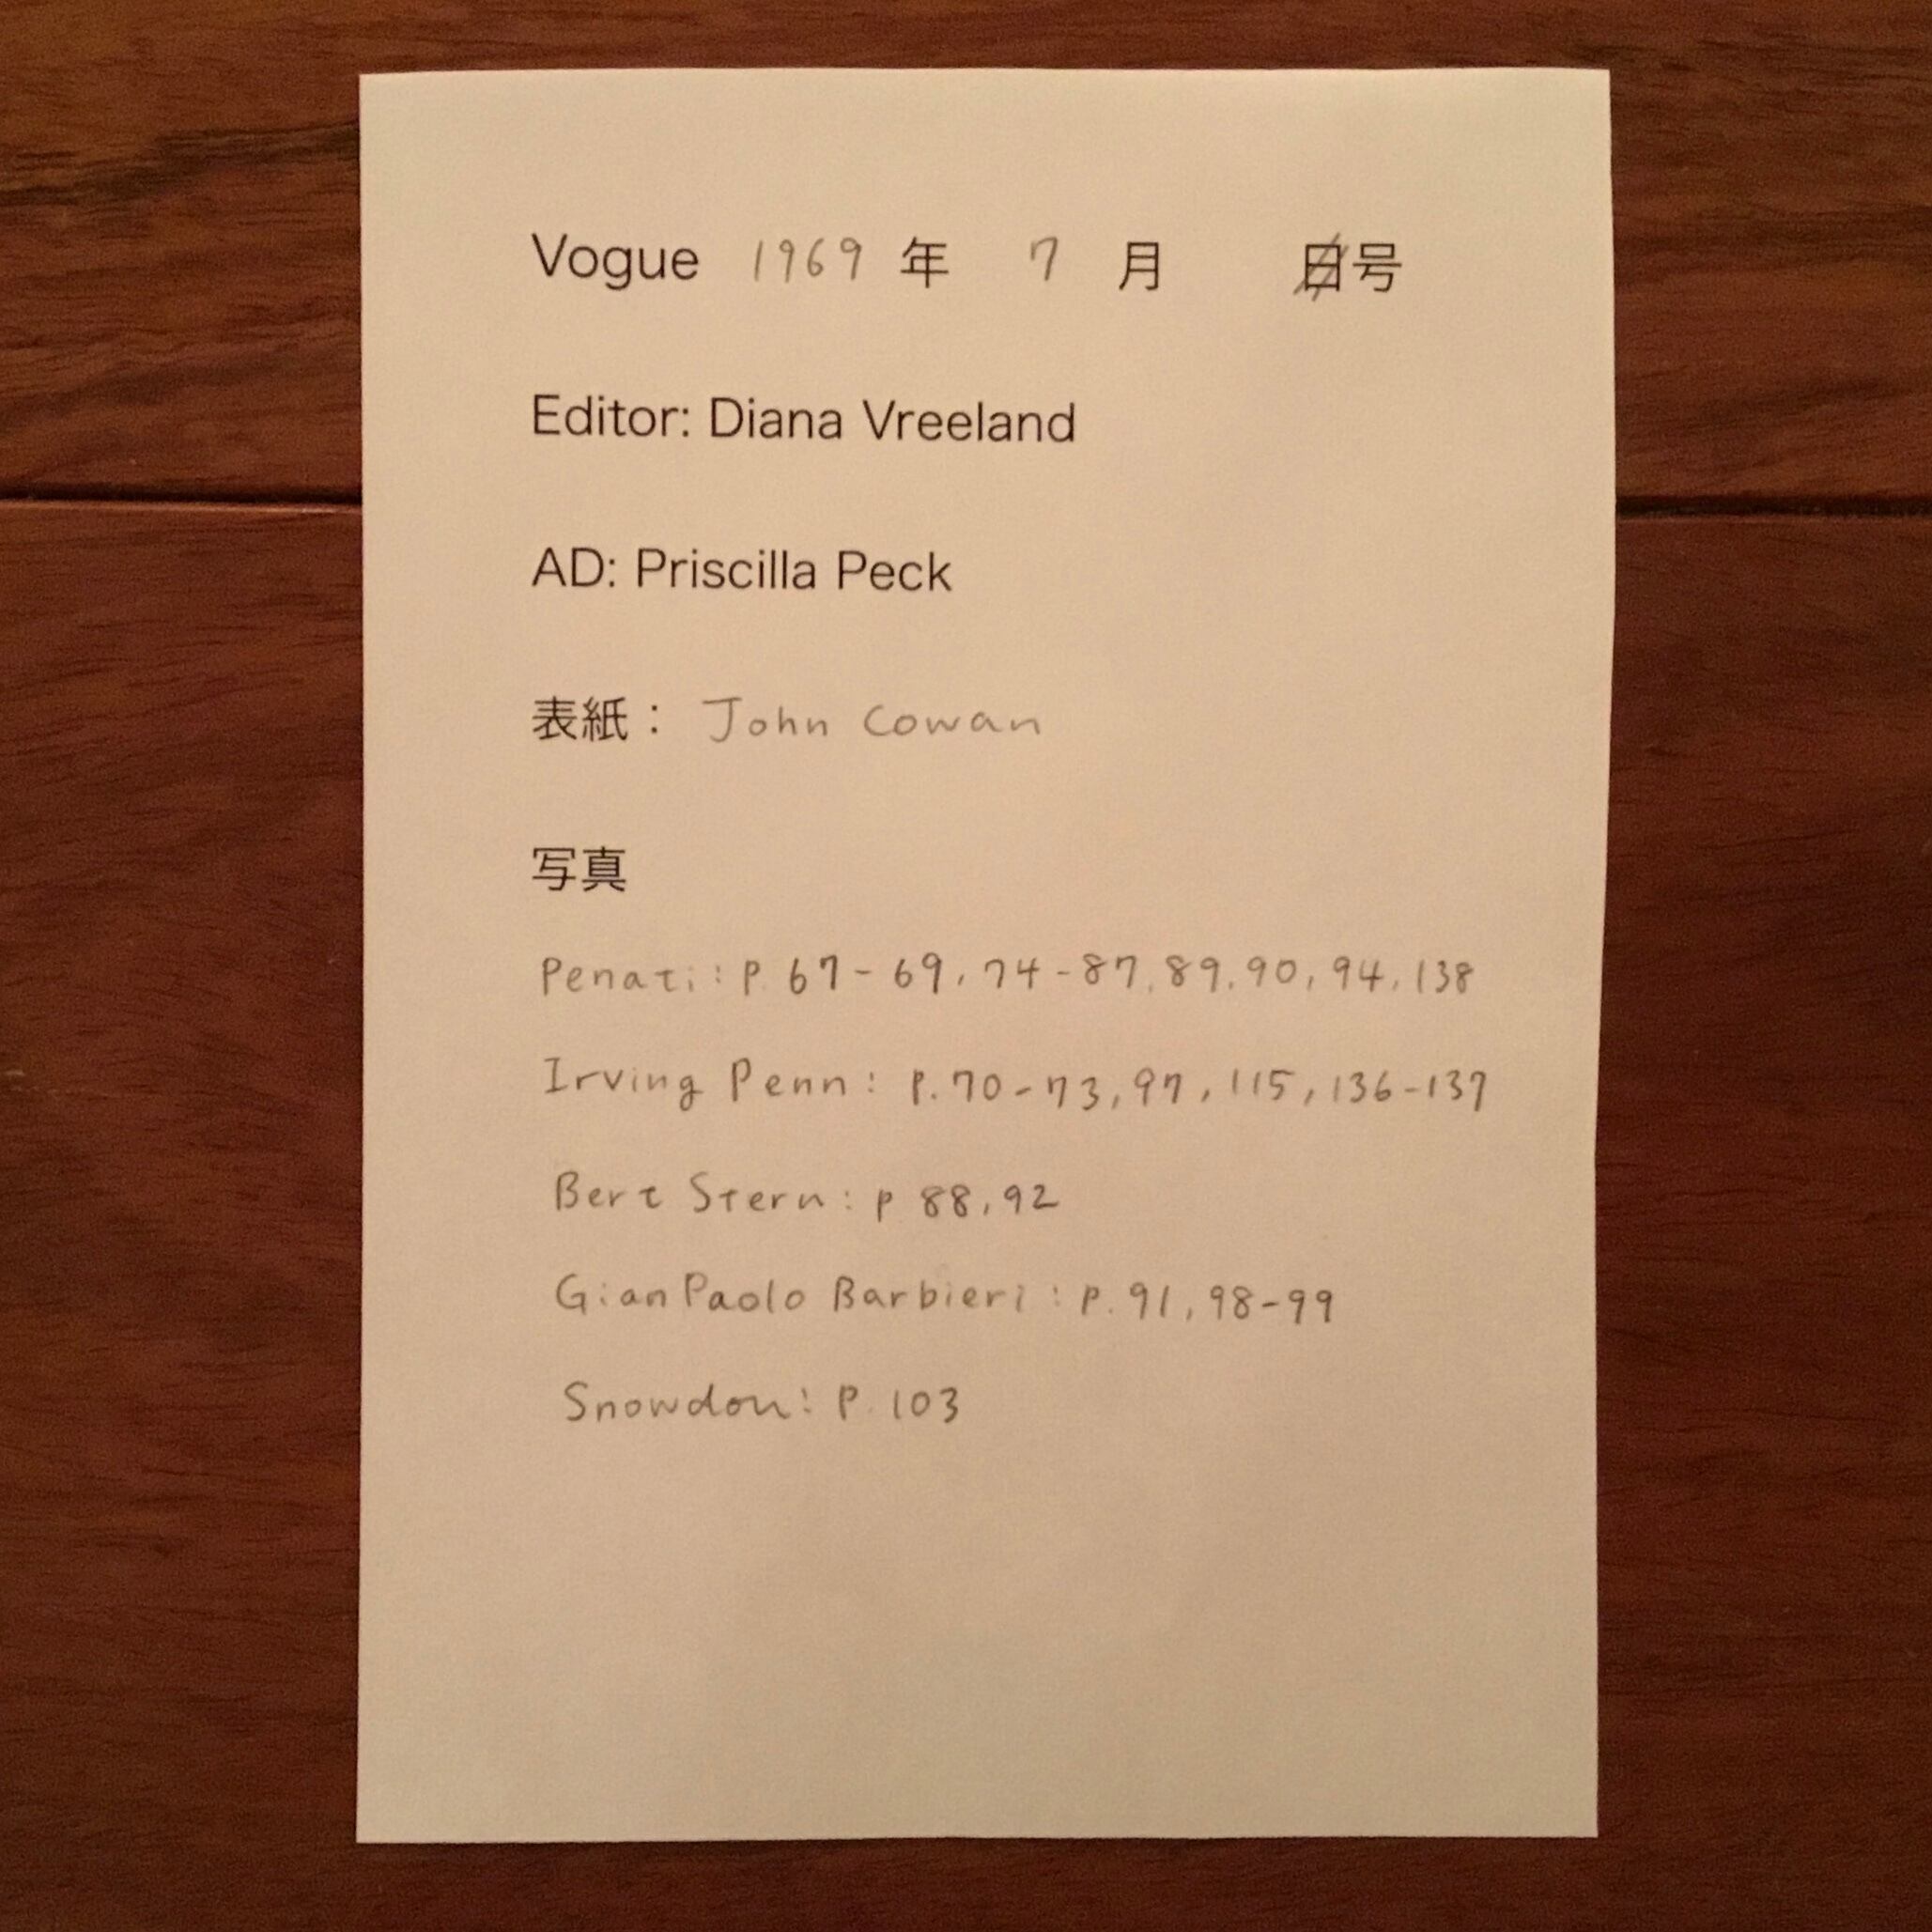 Vogue 1969 年 7 月 日号
Editor: Diana Vreeland
AD: Priscilla Peck
表紙： John Cowan
写真
Penati: P. 67-69, 74-87, 89. 90, 94, 138
Irving Penn: P. 70-73, 97, 115, 136-137
Bert Stern: P 88, 92
Gian Paolo Barbieri: P. 91, 98-99
Snowdon: P. 103